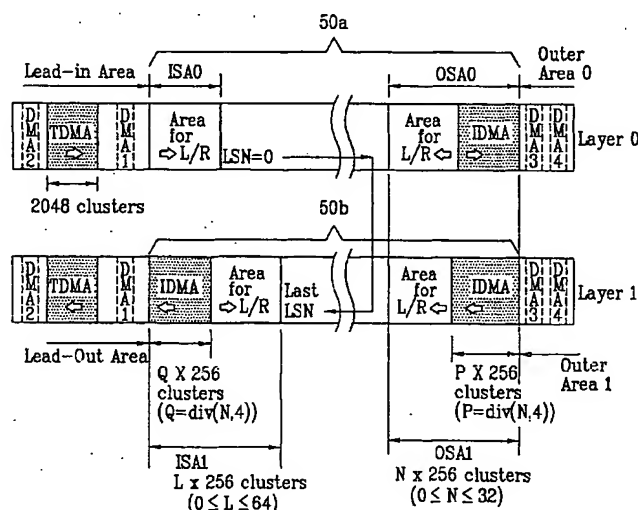 50a
Lead-in Area
ISA0
OSA0
Outer
Area 0
DMA2
TDMA
DMA1
Area
for
L/R
LSN=0
Area
for
L/R
IDMA
DMA3
DMA4
Layer 0
2048 clusters
50b
DMA2
TDMA
DMA1
IDMA
Area
for
L/R
Last
LSN
Area
for
L/R
IDMA
DMA3
DMA4
Layer 1
Lead-Out Area
Outer
Area 1
Q X 256
clusters
(Q=div(N,4))
P X 256
clusters
(P=div(N,4))
ISA1
OSA1
L x 256 clusters
(0 ≤ L ≤ 64)
N x 256 clusters
(0 ≤ N ≤ 32)